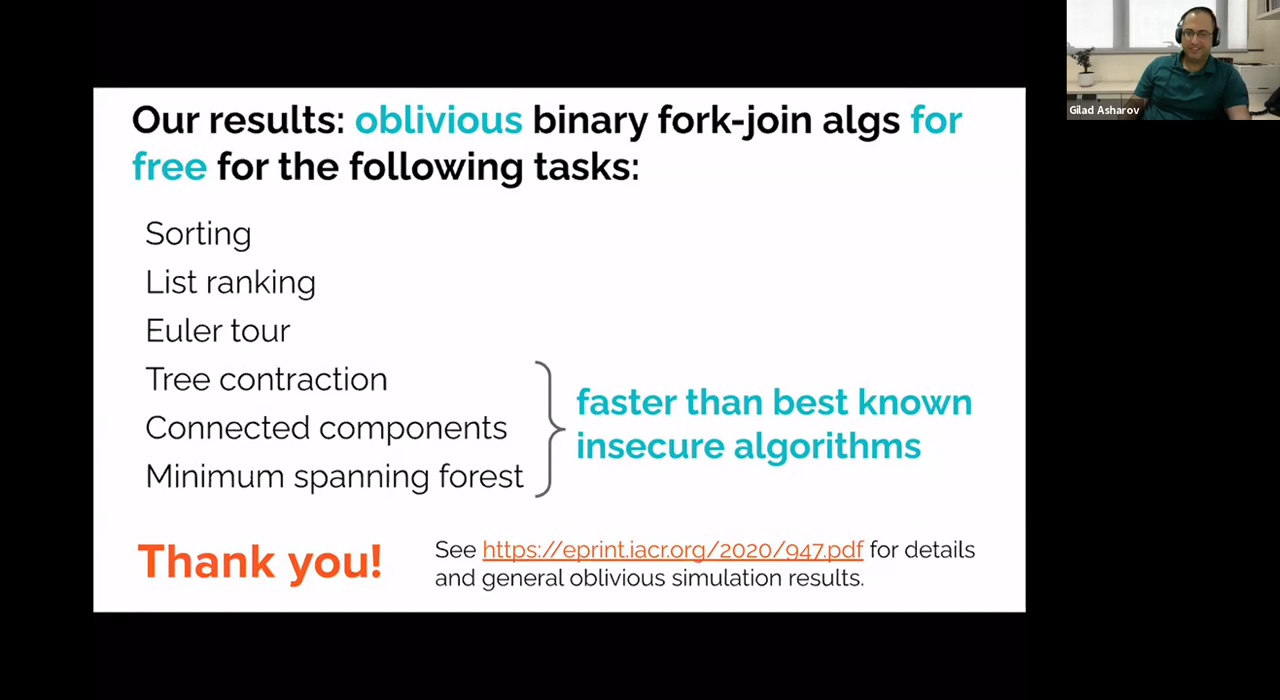 Gilad Asharov
Our results: oblivious binary fork-join algs for
free for the following tasks:
Sorting
List ranking
Euler tour
Tree contraction
Connected components
Minimum spanning forest
faster than best known
insecure algorithms
Thank you!
See https://eprint.iacr.org/2020/947.pdf for details
and general oblivious simulation results.